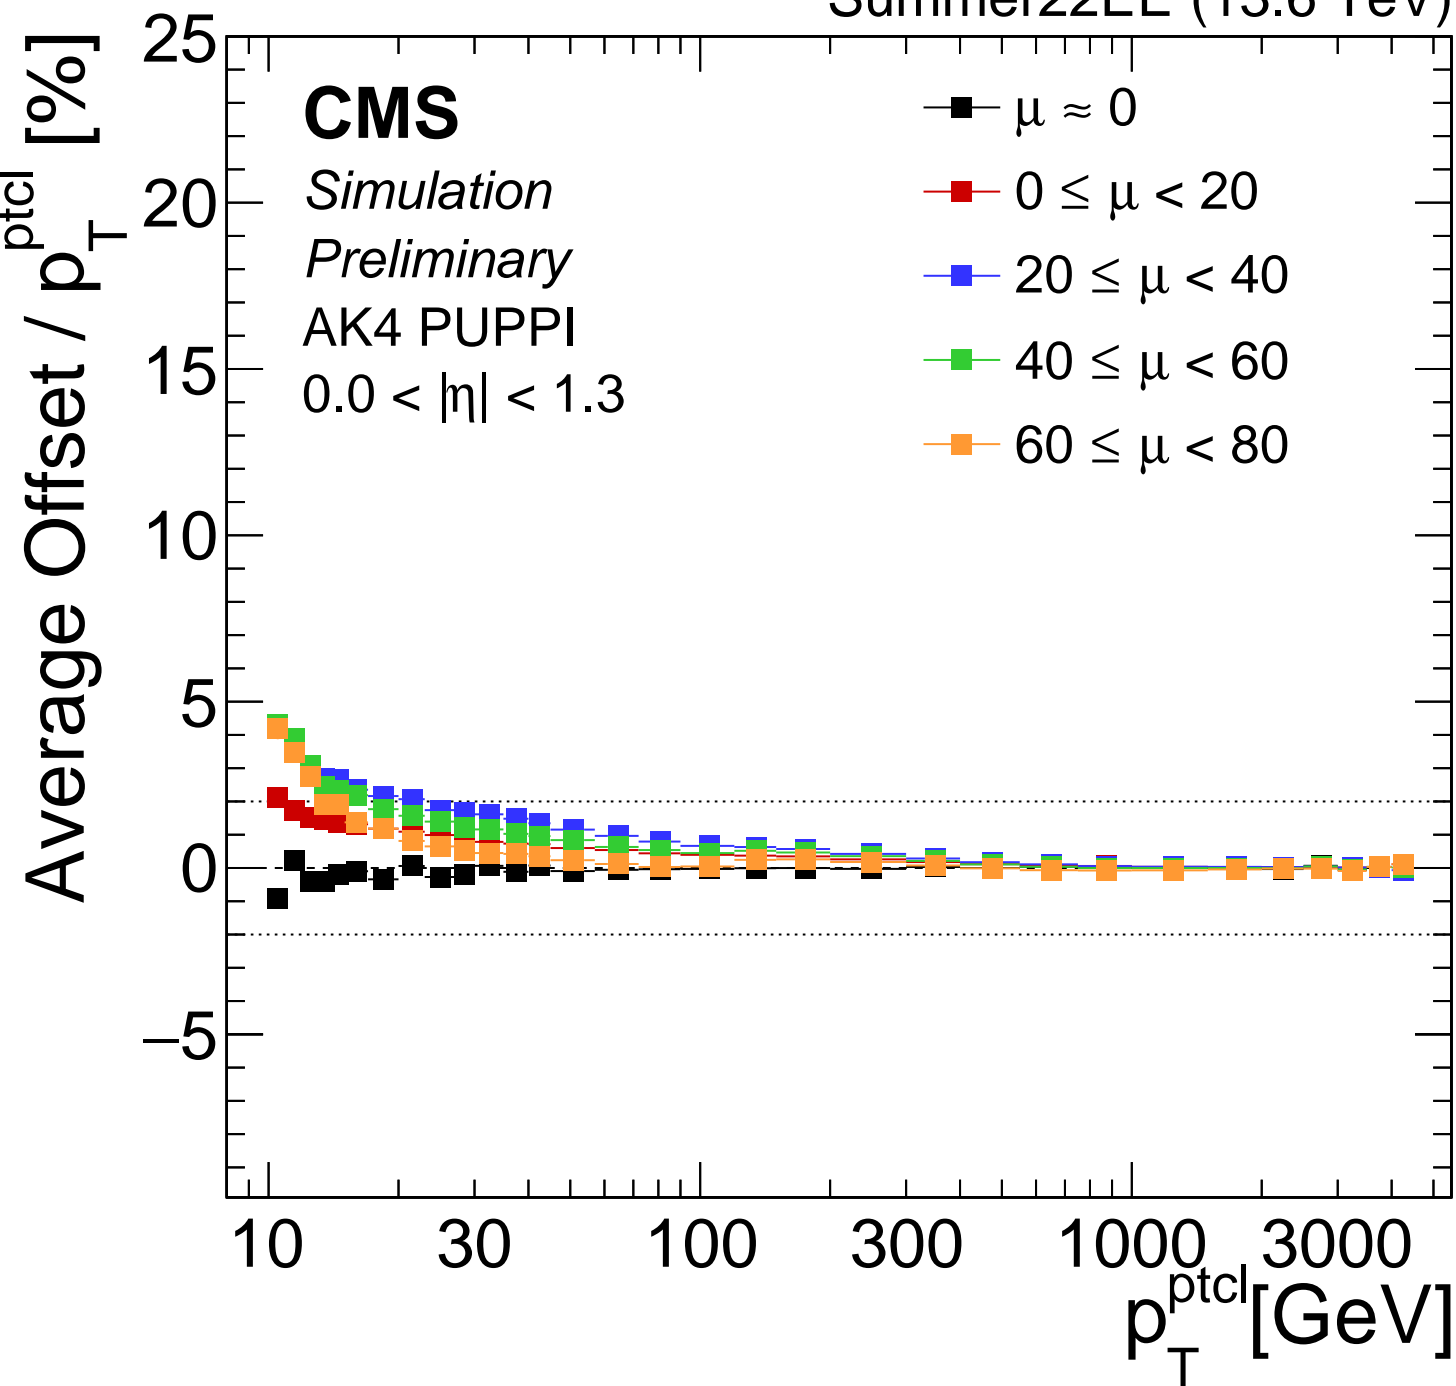 Summer22EE (13.6 TeV)
Average Offset / p_T^ptcl [%]
25
20
15
10
5
0
−5
CMS
Simulation
Preliminary
AK4 PUPPI
0.0 < |η| < 1.3
μ ≈ 0
0 ≤ μ < 20
20 ≤ μ < 40
40 ≤ μ < 60
60 ≤ μ < 80
10 30 100 300 1000 3000
p_T^ptcl [GeV]